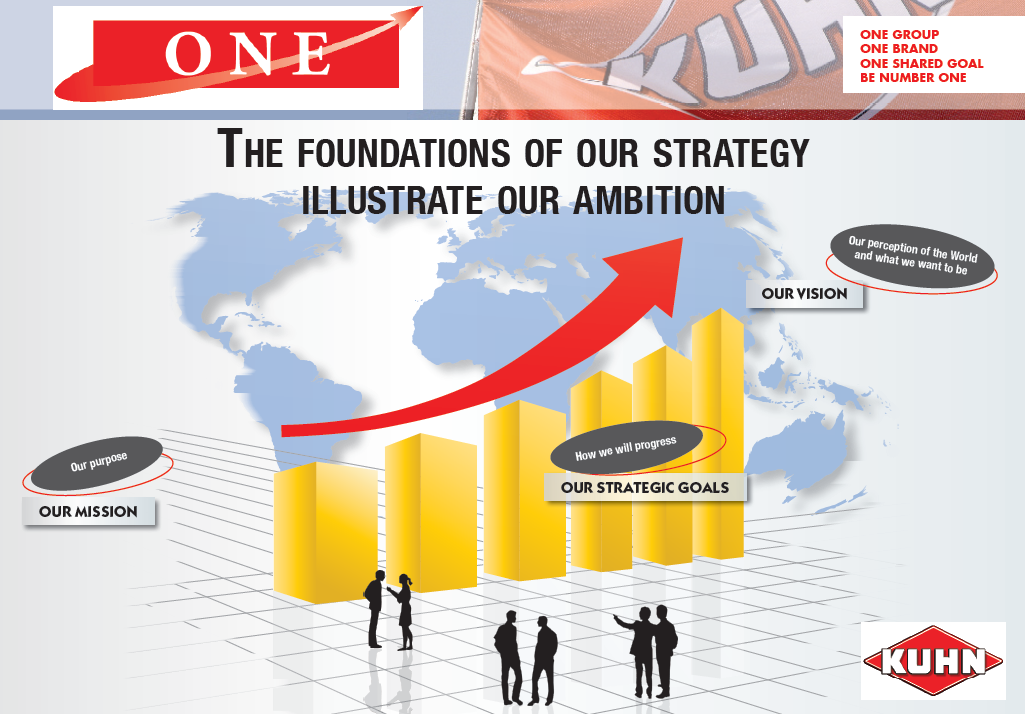 ONE
KUHN
ONE GROUP
ONE BRAND
ONE SHARED GOAL
BE NUMBER ONE
THE FOUNDATIONS OF OUR STRATEGY
ILLUSTRATE OUR AMBITION
Our perception of the World
and what we want to be
OUR VISION
How we will progress
OUR STRATEGIC GOALS
Our purpose
OUR MISSION
KUHN